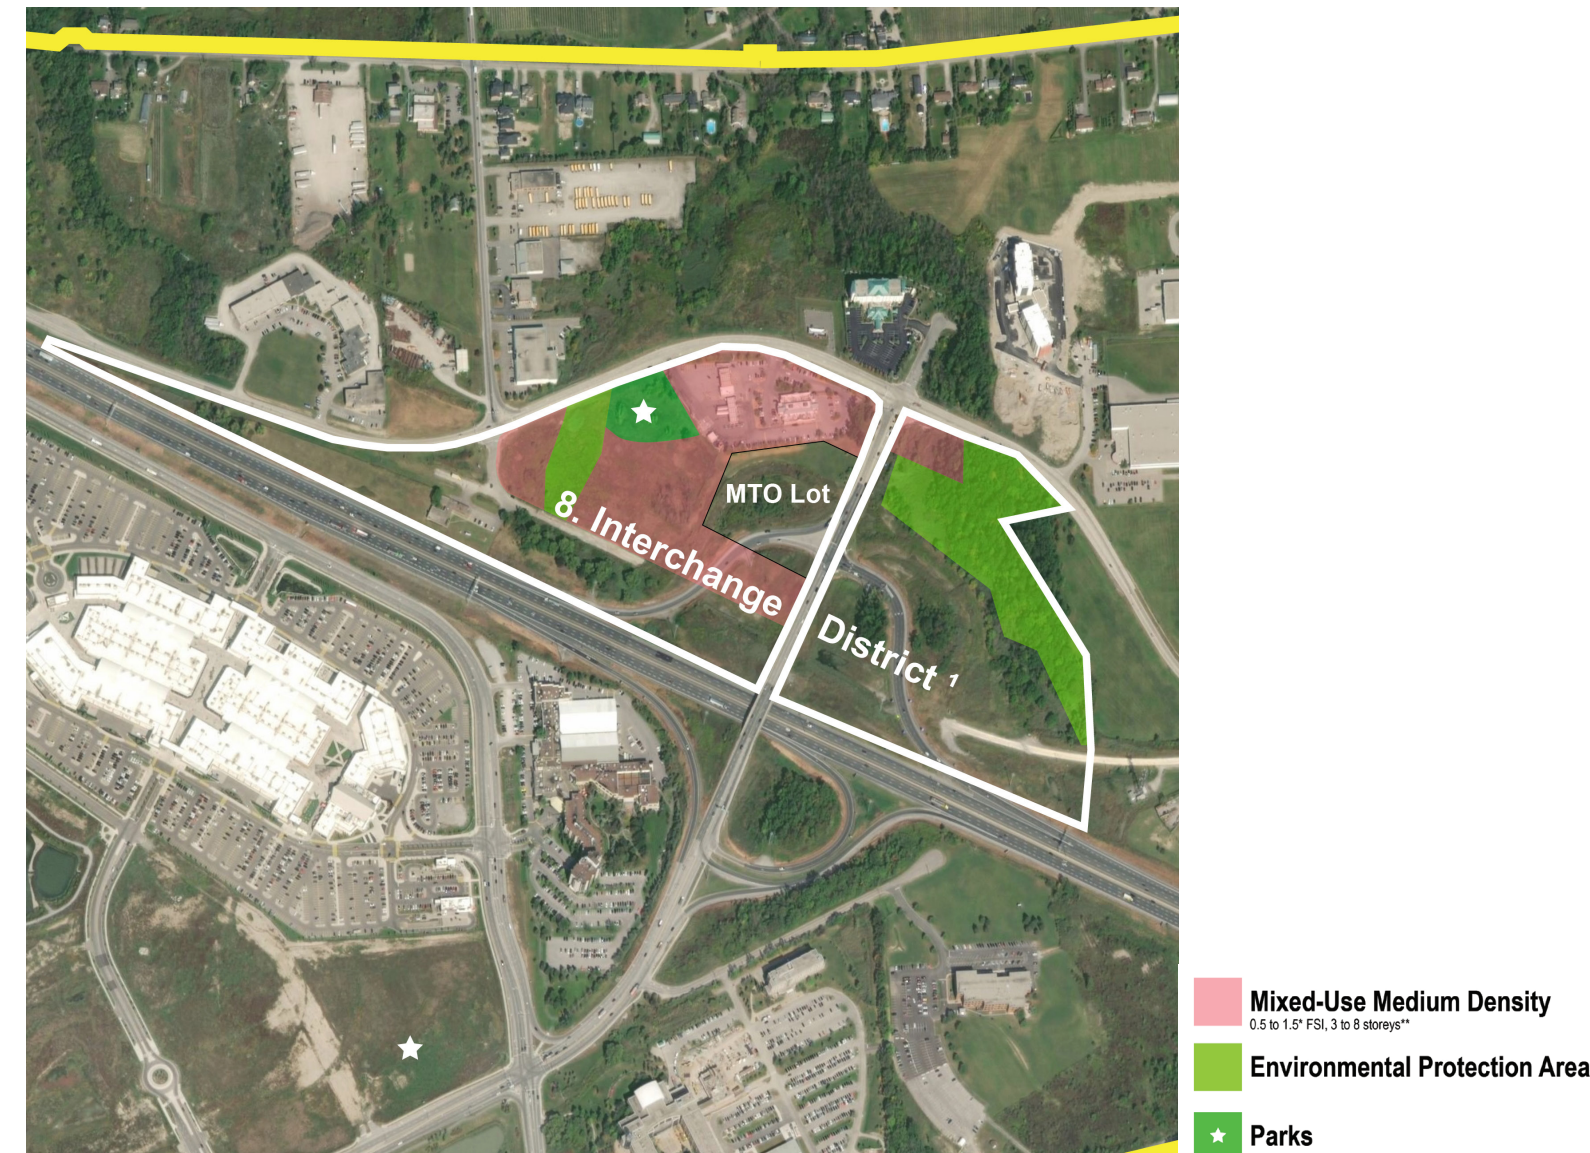 MTO Lot
8. Interchange
District 1
Mixed-Use Medium Density
0.5 to 1.5* FSI, 3 to 8 storeys**
Environmental Protection Area
Parks